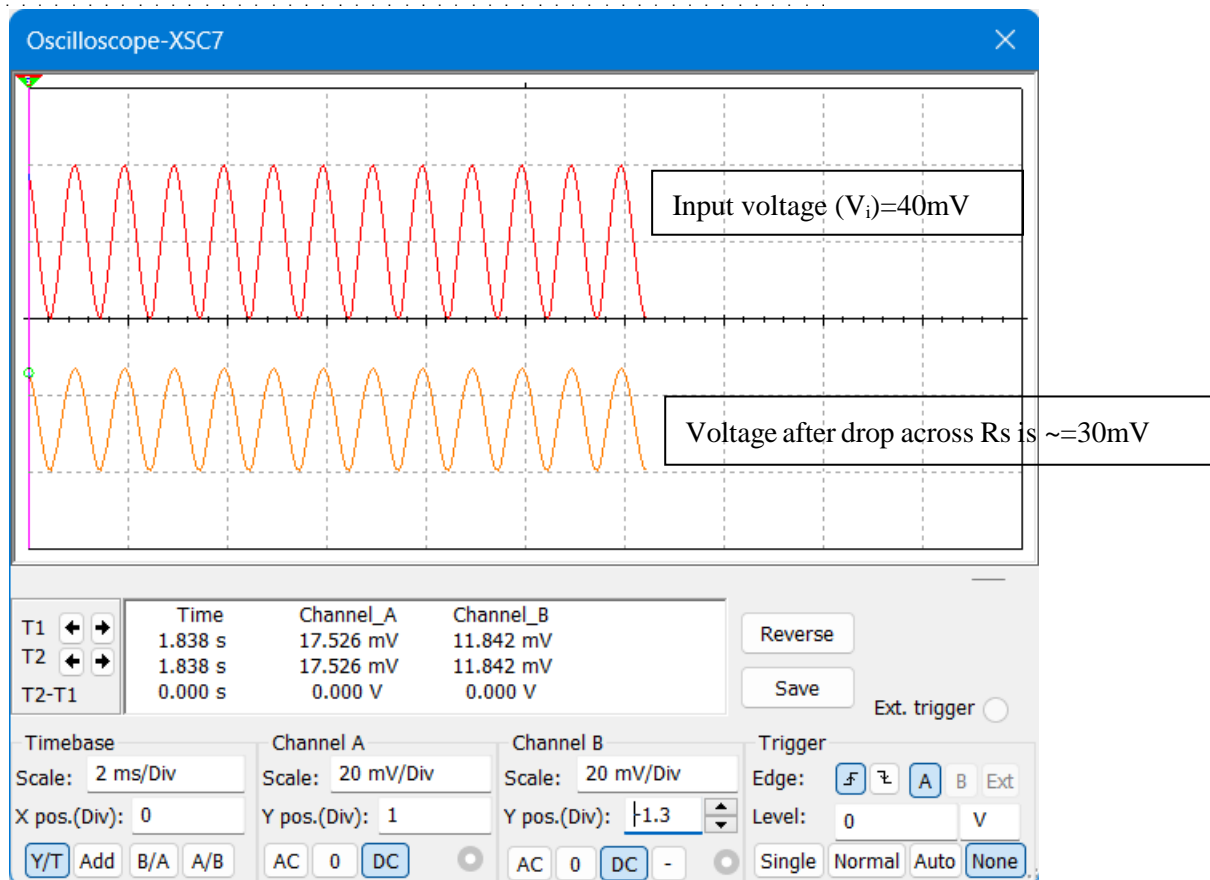 Oscilloscope-XSC7
Input voltage (Vi)=40mV
Voltage after drop across Rs is ~=30mV
Time Channel_A Channel_B
T1 1.838 s 17.526 mV 11.842 mV
T2 1.838 s 17.526 mV 11.842 mV
T2-T1 0.000 s 0.000 V 0.000 V
Reverse
Save
Ext. trigger
Timebase Channel A Channel B Trigger
Scale: 2 ms/Div Scale: 20 mV/Div Scale: 20 mV/Div Edge: A B Ext
X pos.(Div): 0 Y pos.(Div): 1 Y pos.(Div): -1.3 Level: 0 V
Y/T Add B/A A/B AC 0 DC AC 0 DC - Single Normal Auto None